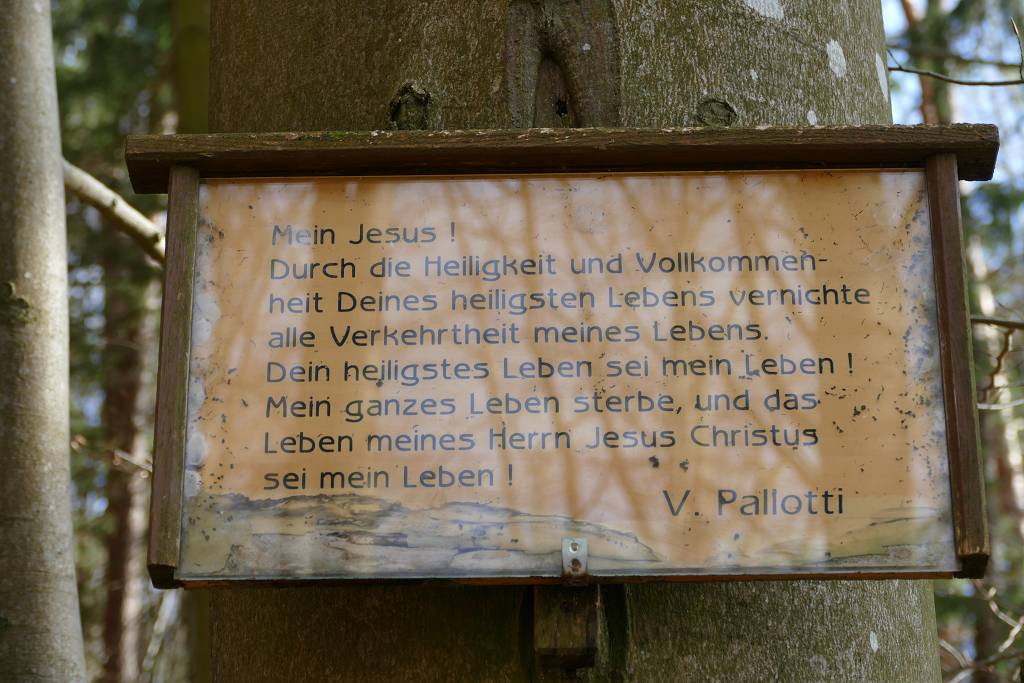 Mein Jesus !
Durch die Heiligkeit und Vollkommen-
heit Deines heiligsten Lebens vernichte
alle Verkehrtheit meines Lebens.
Dein heiligstes Leben sei mein Leben !
Mein ganzes Leben sterbe, und das
Leben meines Herrn Jesus Christus
sei mein Leben !
V. Pallotti